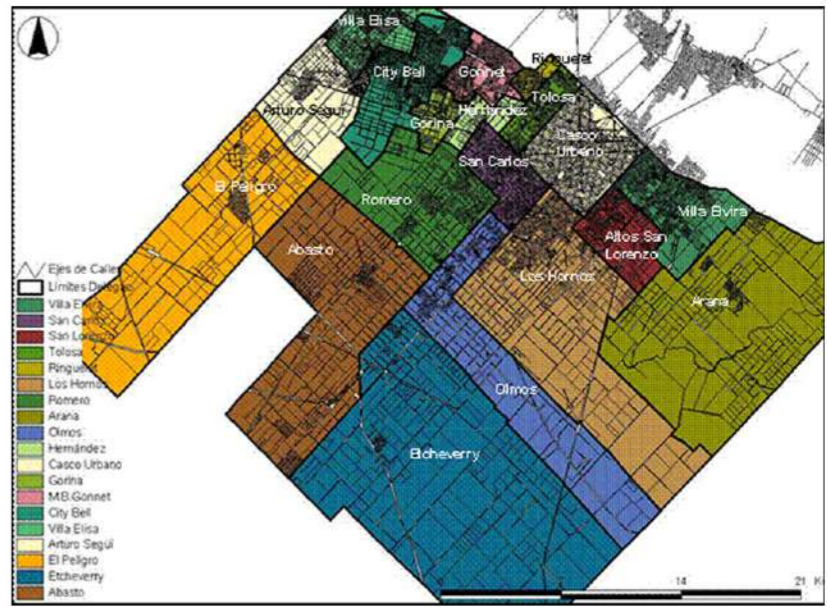 Villa Elisa
City Bell
Gonnet
Ringuelet
Tolosa
Hernández
Gorina
Arturo Segui
Casco
Urbano
San Carlos
El Peligro
Romero
Villa Elvira
Altos San
Lorenzo
Abasto
Los Hornos
Arana
Olmos
Etcheverry
Ejes de Calles
Límites Delegac
Villa Elvira
San Carlos
San Lorenzo
Tolosa
Ringuelet
Los Hornos
Romero
Arana
Olmos
Hernández
Casco Urbano
Gorina
M.B.Gonnet
City Bell
Villa Elisa
Arturo Seguí
El Peligro
Etcheverry
Abasto
14
21